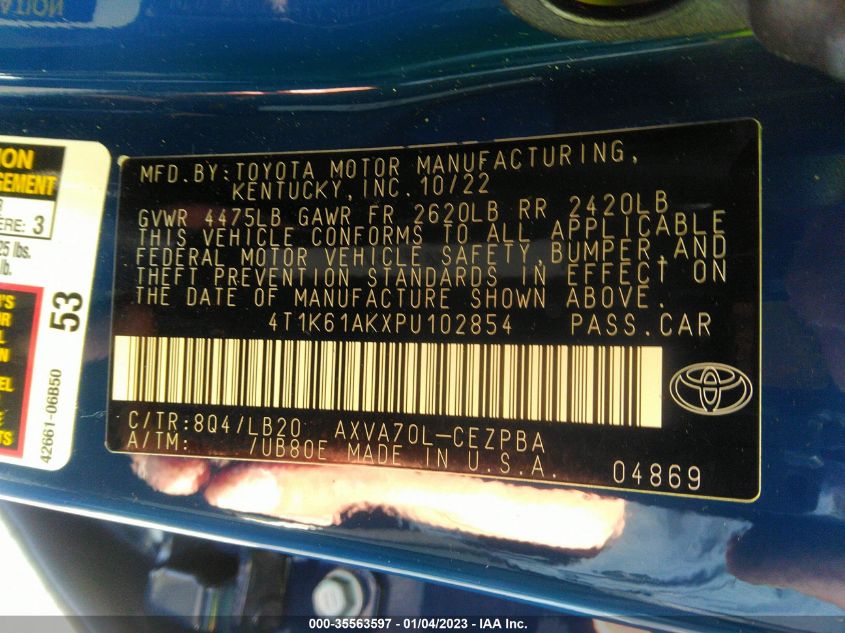 MFD.BY:TOYOTA MOTOR MANUFACTURING,
KENTUCKY, INC.10/22
GVWR 4475LB GAWR FR 2620LB RR 2420LB
THIS VEHICLE CONFORMS TO ALL APPLICABLE
FEDERAL MOTOR VEHICLE SAFETY,BUMPER,AND
THEFT PREVENTION STANDARDS IN EFFECT ON
THE DATE OF MANUFACTURE SHOWN ABOVE.
4T1K61AKXPU102854 PASS.CAR
C/TR:8Q4/LB20 AXVA70L-CEZPBA
A/TM: 7UB80E MADE IN U.S.A.
04869
3
lb.
53
42661-06B50
000-35563597 - 01/04/2023 - IAA Inc.